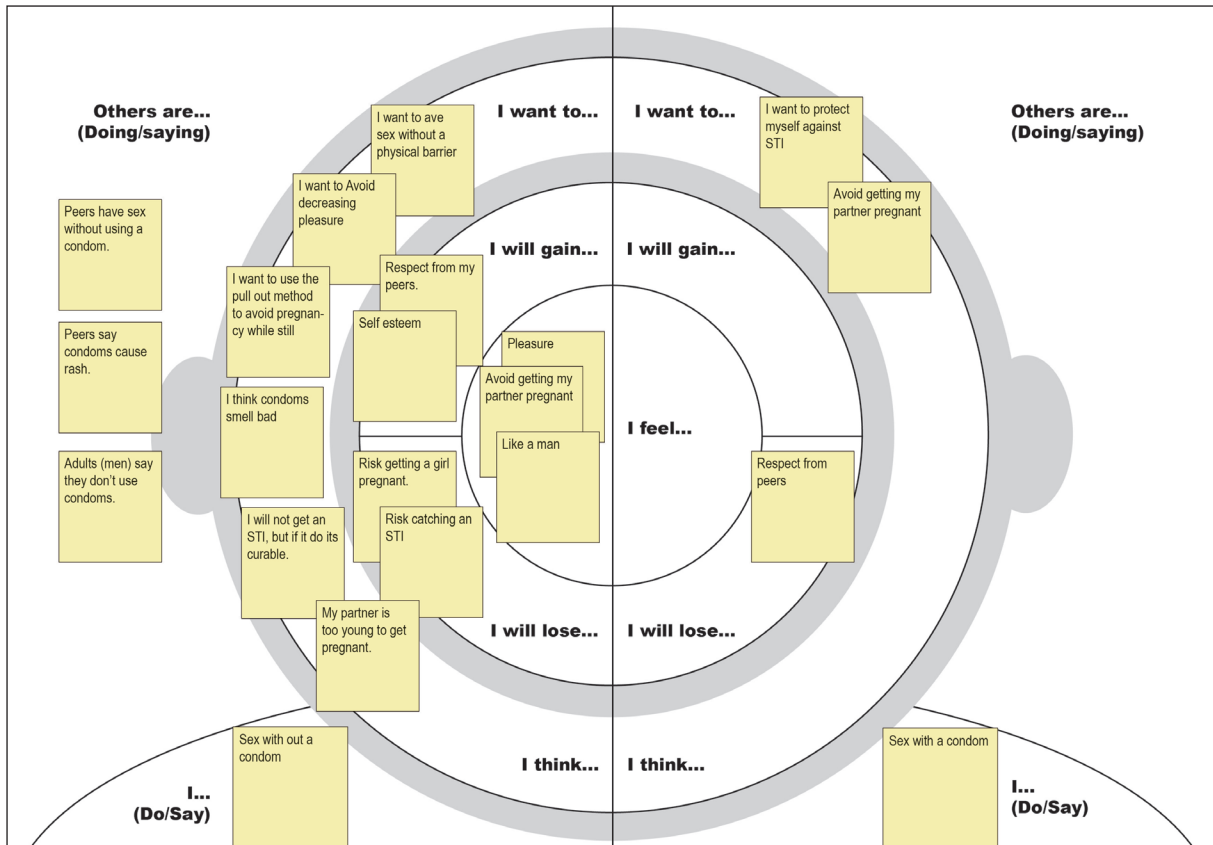 Others are...
(Doing/saying)
I want to...
I want to...
Others are...
(Doing/saying)
I want to ave
sex without a
physical barrier
I want to protect
myself against
STI
I want to Avoid
decreasing
pleasure
Avoid getting my
partner pregnant
Peers have sex
without using a
condom.
I will gain...
I will gain...
I want to use the
pull out method
to avoid pregnan-
cy while still
Respect from my
peers.
Self esteem
Peers say
condoms cause
rash.
Pleasure
Avoid getting my
partner pregnant
I think condoms
smell bad
Like a man
I feel...
Adults (men) say
they don't use
condoms.
Risk getting a girl
pregnant.
Respect from
peers
I will not get an
STI, but if it do its
curable.
Risk catching an
STI
My partner is
too young to get
pregnant.
I will lose...
I will lose...
Sex with out a
condom
Sex with a condom
I think...
I think...
I...
(Do/Say)
I...
(Do/Say)